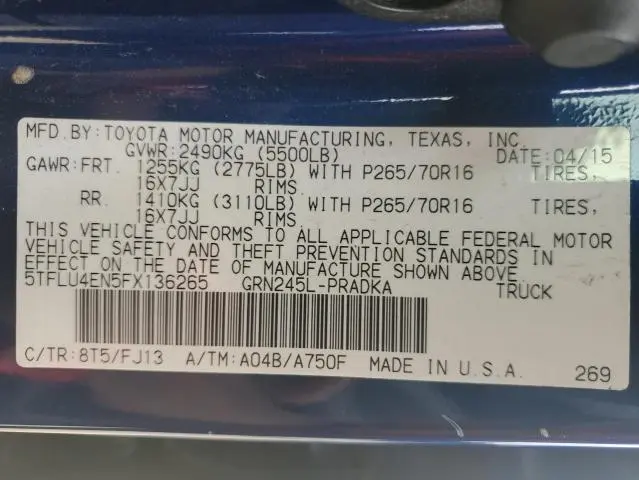 MFD.BY:TOYOTA MOTOR MANUFACTURING, TEXAS, INC
GVWR:2490KG (5500LB) DATE:04/15
GAWR:FRT. 1255KG (2775LB) WITH P265/70R16 TIRES,
16X7JJ RIMS
RR. 1410KG (3110LB) WITH P265/70R16 TIRES,
16X7JJ RIMS
THIS VEHICLE CONFORMS TO ALL APPLICABLE FEDERAL MOTOR
VEHICLE SAFETY AND THEFT PREVENTION STANDARDS IN
EFFECT ON THE DATE OF MANUFACTURE SHOWN ABOVE.
5TFLU4EN5FX136265 GRN245L-PRADKA TRUCK
C/TR:8T5/FJ13 A/TM:A04B/A750F MADE IN U.S.A. 269